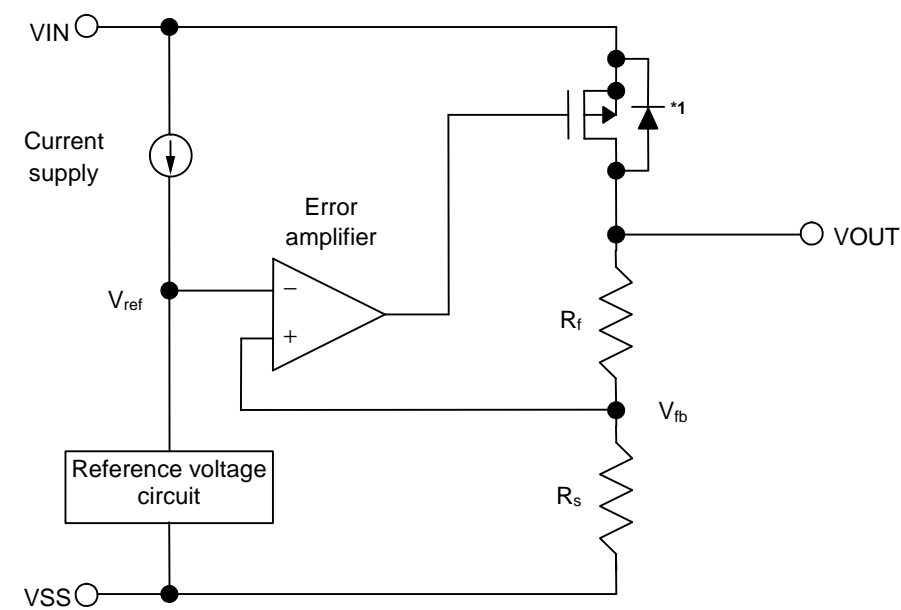 VIN
*1
Current
supply
Error
amplifier
VOUT
Vref
−
+
Rf
Vfb
Reference voltage
circuit
Rs
VSS